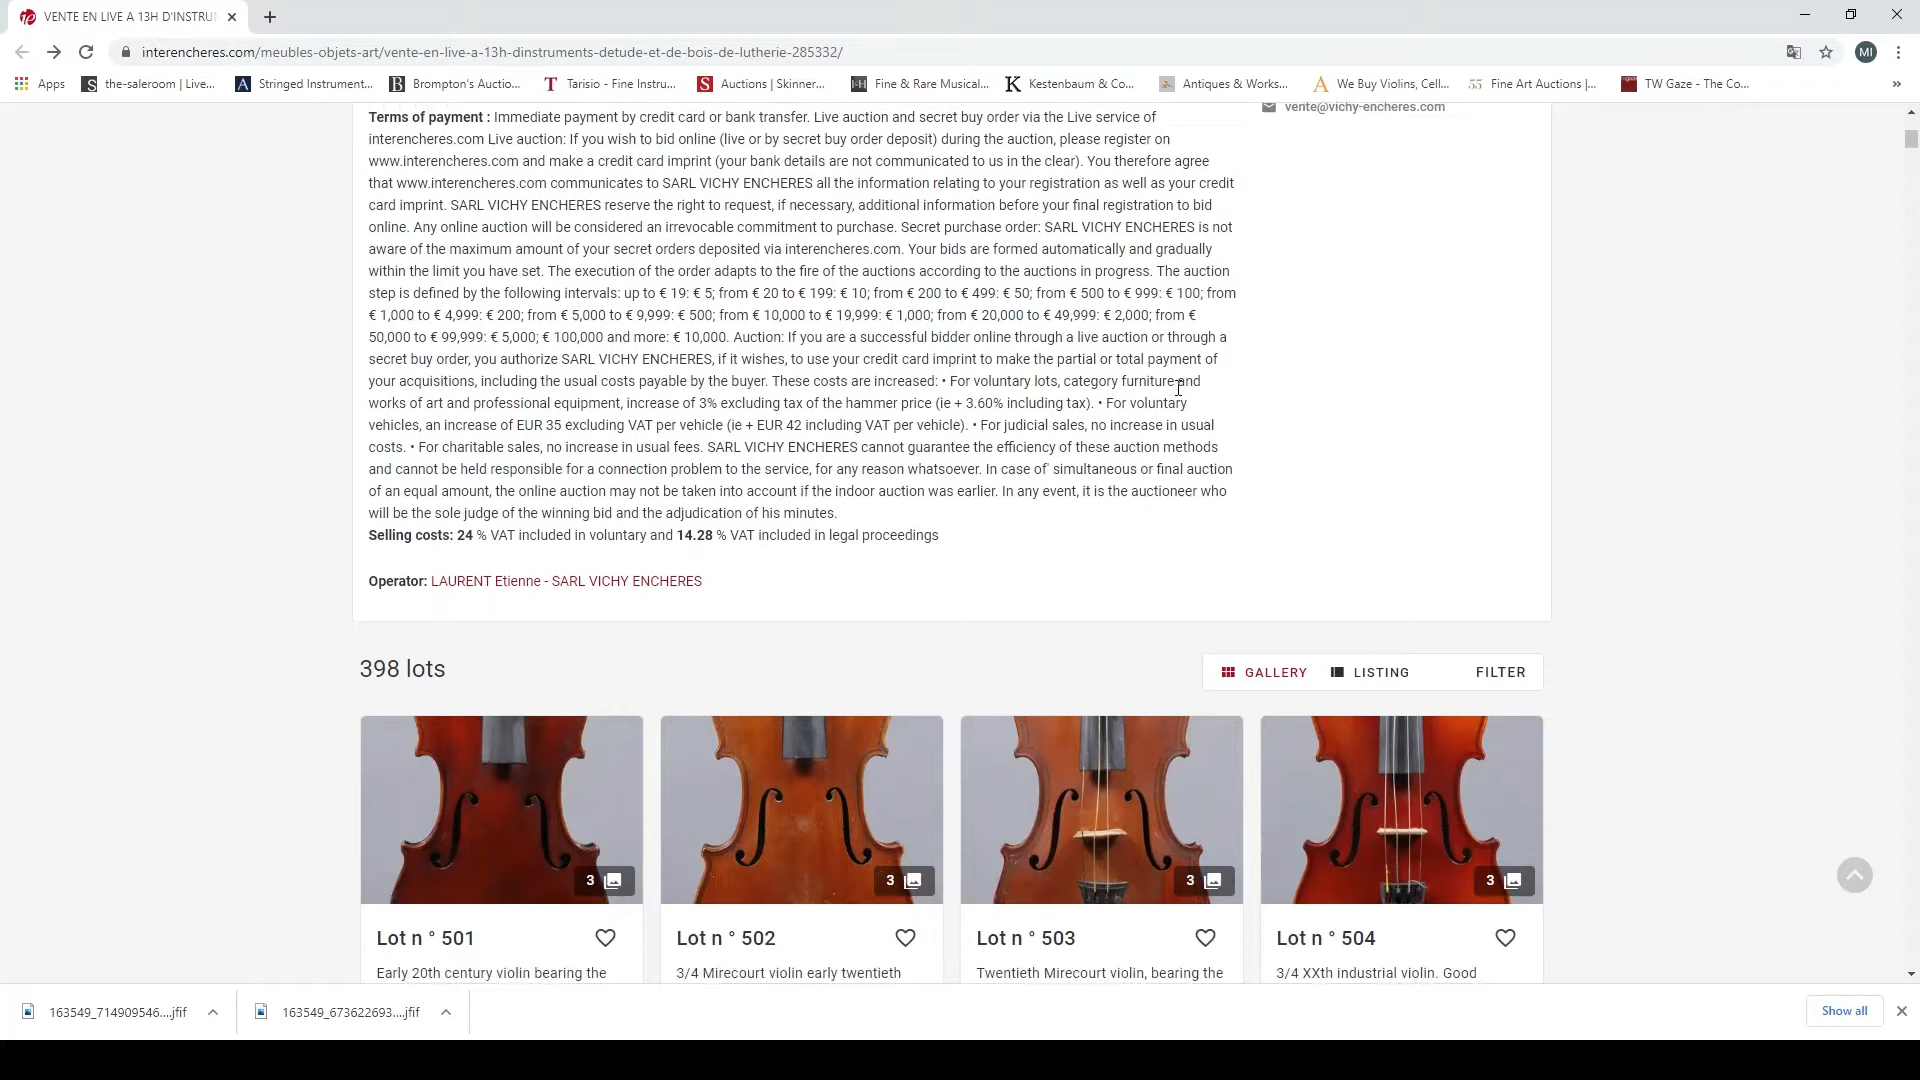 VENTE EN LIVE A 13H D'INSTRUM
interencheres.com/meubles-objets-art/vente-en-live-a-13h-dinstruments-detude-et-de-bois-de-lutherie-285332/
MI
Apps the-saleroom | Live... Stringed Instrument... Brompton's Auctio... Tarisio - Fine Instru... Auctions | Skinner... Fine & Rare Musical... Kestenbaum & Co... Antiques & Works... We Buy Violins, Cell... Fine Art Auctions |... TW Gaze - The Co... »
vente@vichy-encheres.com
Terms of payment : Immediate payment by credit card or bank transfer. Live auction and secret buy order via the Live service of
interencheres.com Live auction: If you wish to bid online (live or by secret buy order deposit) during the auction, please register on
www.interencheres.com and make a credit card imprint (your bank details are not communicated to us in the clear). You therefore agree
that www.interencheres.com communicates to SARL VICHY ENCHERES all the information relating to your registration as well as your credit
card imprint. SARL VICHY ENCHERES reserve the right to request, if necessary, additional information before your final registration to bid
online. Any online auction will be considered an irrevocable commitment to purchase. Secret purchase order: SARL VICHY ENCHERES is not
aware of the maximum amount of your secret orders deposited via interencheres.com. Your bids are formed automatically and gradually
within the limit you have set. The execution of the order adapts to the fire of the auctions according to the auctions in progress. The auction
step is defined by the following intervals: up to € 19: € 5; from € 20 to € 199: € 10; from € 200 to € 499: € 50; from € 500 to € 999: € 100; from
€ 1,000 to € 4,999: € 200; from € 5,000 to € 9,999: € 500; from € 10,000 to € 19,999: € 1,000; from € 20,000 to € 49,999: € 2,000; from €
50,000 to € 99,999: € 5,000; € 100,000 and more: € 10,000. Auction: If you are a successful bidder online through a live auction or through a
secret buy order, you authorize SARL VICHY ENCHERES, if it wishes, to use your credit card imprint to make the partial or total payment of
your acquisitions, including the usual costs payable by the buyer. These costs are increased: • For voluntary lots, category furniture and
works of art and professional equipment, increase of 3% excluding tax of the hammer price (ie + 3.60% including tax). • For voluntary
vehicles, an increase of EUR 35 excluding VAT per vehicle (ie + EUR 42 including VAT per vehicle). • For judicial sales, no increase in usual
costs. • For charitable sales, no increase in usual fees. SARL VICHY ENCHERES cannot guarantee the efficiency of these auction methods
and cannot be held responsible for a connection problem to the service, for any reason whatsoever. In case of' simultaneous or final auction
of an equal amount, the online auction may not be taken into account if the indoor auction was earlier. In any event, it is the auctioneer who
will be the sole judge of the winning bid and the adjudication of his minutes.
Selling costs: 24 % VAT included in voluntary and 14.28 % VAT included in legal proceedings
Operator: LAURENT Etienne - SARL VICHY ENCHERES
398 lots
GALLERY LISTING FILTER
3 3 3 3
Lot n ° 501 Lot n ° 502 Lot n ° 503 Lot n ° 504
Early 20th century violin bearing the 3/4 Mirecourt violin early twentieth Twentieth Mirecourt violin, bearing the 3/4 XXth industrial violin. Good
163549_714909546....jfif 163549_673622693....jfif Show all